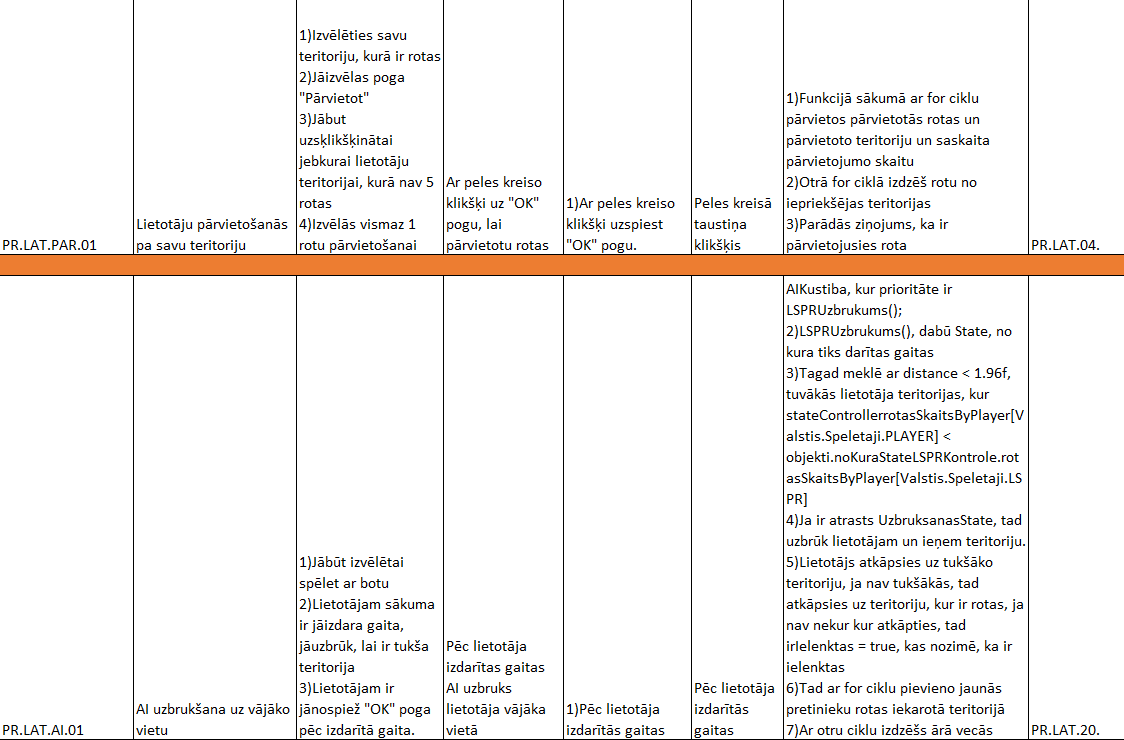 PR.LAT.PAR.01
Lietotāju pārvietošanās
pa savu teritoriju
1)Izvēlēties savu
teritoriju, kurā ir rotas
2)Jāizvēlas poga
"Pārvietot"
3)Jābut
uzsķlikšķinātai
jebkurai lietotāju
teritorijai, kurā nav 5
rotas
4)Izvēlās vismaz 1
rotu pārvietošanai
Ar peles kreiso
klikšķi uz "OK"
pogu, lai
pārvietotu rotas
1)Ar peles kreiso
klikšķi uzspiest
"OK" pogu.
Peles kreisā
taustiņa
klikšķis
1)Funkcijā sākumā ar for ciklu
pārvietos pārvietotās rotas un
pārvietoto teritoriju un saskaita
pārvietojumo skaitu
2)Otrā for ciklā izdzēš rotu no
iepriekšējas teritorijas
3)Parādās ziņojums, ka ir
pārvietojusies rota
PR.LAT.04.
PR.LAT.AI.01
AI uzbrukšana uz vājāko
vietu
1)Jābūt izvēlētai
spēlet ar botu
2)Lietotājam sākuma
ir jāizdara gaita,
jāuzbrūk, lai ir tukša
teritorija
3)Lietotājam ir
jānospiež "OK" poga
pēc izdarītā gaita.
Pēc lietotāja
izdarītas gaitas
AI uzbruks
lietotāja vājāka
vietā
1)Pēc lietotāja
izdarītās gaitas
Pēc lietotāja
izdarītās
gaitas
AIKustiba, kur prioritāte ir
LSPRUzbrukums();
2)LSPRUzbrukums(), dabū State, no
kura tiks darītas gaitas
3)Tagad meklē ar distance < 1.96f,
tuvākās lietotāja teritorijas, kur
stateControllerrotasSkaitsByPlayer[V
alstis.Speletaji.PLAYER] <
objekti.noKuraStateLSPRKontrole.rot
asSkaitsByPlayer[Valstis.Speletaji.LS
PR]
4)Ja ir atrasts UzbruksanasState, tad
uzbrūk lietotājam un ieņem teritoriju.
5)Lietotājs atkāpsies uz tukšāko
teritoriju, ja nav tukšākās, tad
atkāpsies uz teritoriju, kur ir rotas, ja
nav nekur kur atkāpties, tad
irIelenktas = true, kas nozimē, ka ir
ielenktas
6)Tad ar for ciklu pievieno jaunās
pretinieku rotas iekarotā teritorijā
7)Ar otru ciklu izdzēšs ārā vecās
PR.LAT.20.